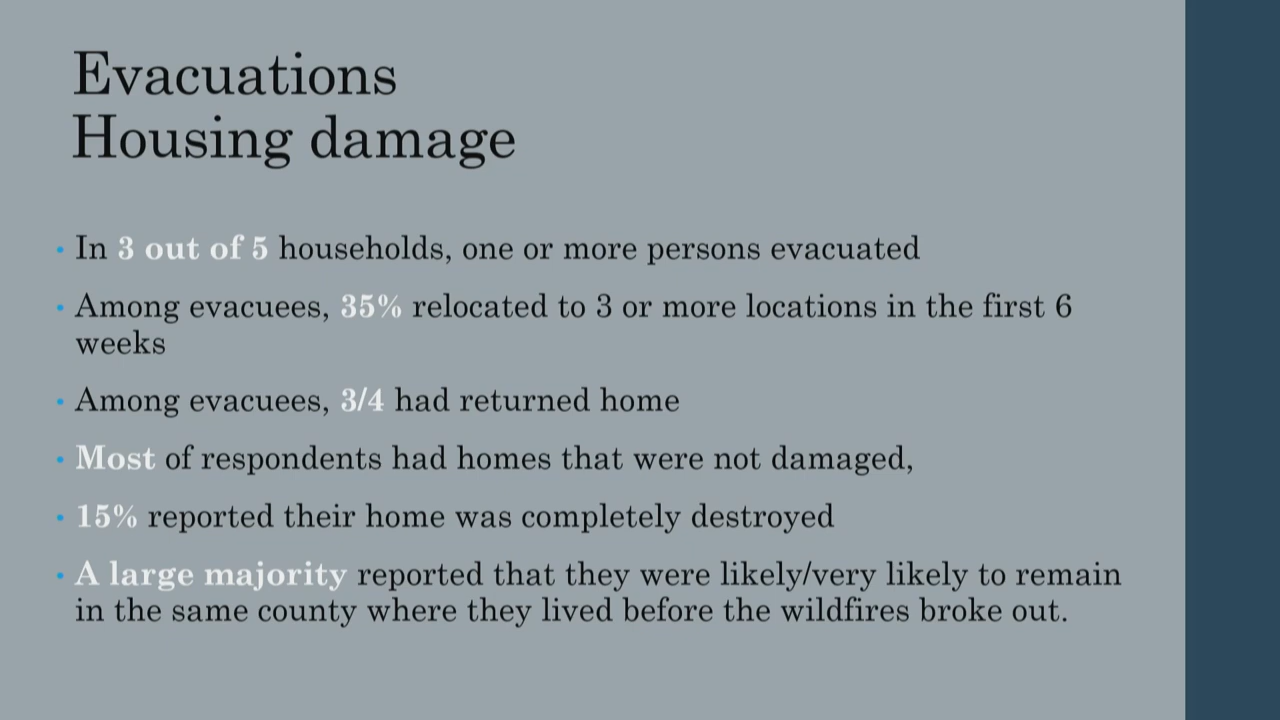 Evacuations
Housing damage
• In 3 out of 5 households, one or more persons evacuated
• Among evacuees, 35% relocated to 3 or more locations in the first 6
weeks
• Among evacuees, 3/4 had returned home
• Most of respondents had homes that were not damaged,
• 15% reported their home was completely destroyed
• A large majority reported that they were likely/very likely to remain
in the same county where they lived before the wildfires broke out.